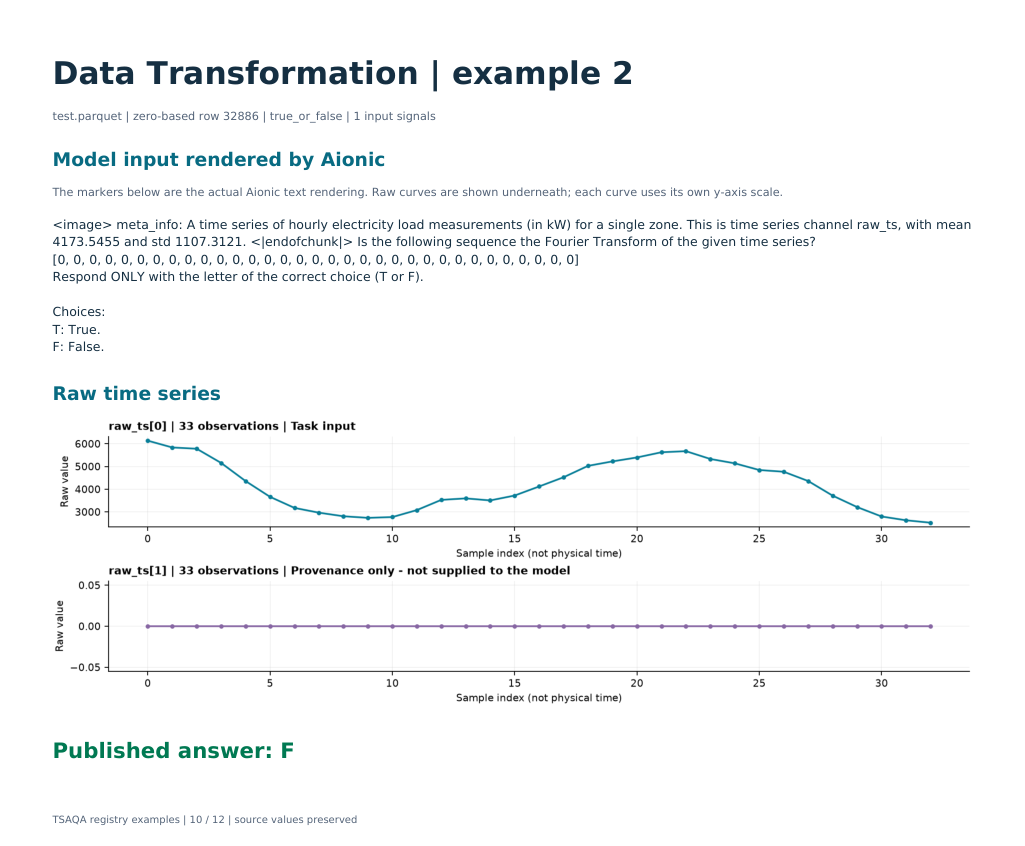 Data Transformation | example 2
test.parquet | zero-based row 32886 | true_or_false | 1 input signals
Model input rendered by Aionic
The markers below are the actual Aionic text rendering. Raw curves are shown underneath; each curve uses its own y-axis scale.
<image> meta_info: A time series of hourly electricity load measurements (in kW) for a single zone. This is time series channel raw_ts, with mean
4173.5455 and std 1107.3121. <|endofchunk|> Is the following sequence the Fourier Transform of the given time series?
[0, 0, 0, 0, 0, 0, 0, 0, 0, 0, 0, 0, 0, 0, 0, 0, 0, 0, 0, 0, 0, 0, 0, 0, 0, 0, 0, 0, 0, 0, 0, 0, 0]
Respond ONLY with the letter of the correct choice (T or F).
Choices:
T: True.
F: False.
Raw time series
raw_ts[0] | 33 observations | Task input
6000
5000
4000
3000
Raw value
0 5 10 15 20 25 30
Sample index (not physical time)
raw_ts[1] | 33 observations | Provenance only - not supplied to the model
0.05
0.00
−0.05
Raw value
0 5 10 15 20 25 30
Sample index (not physical time)
Published answer: F
TSAQA registry examples | 10 / 12 | source values preserved